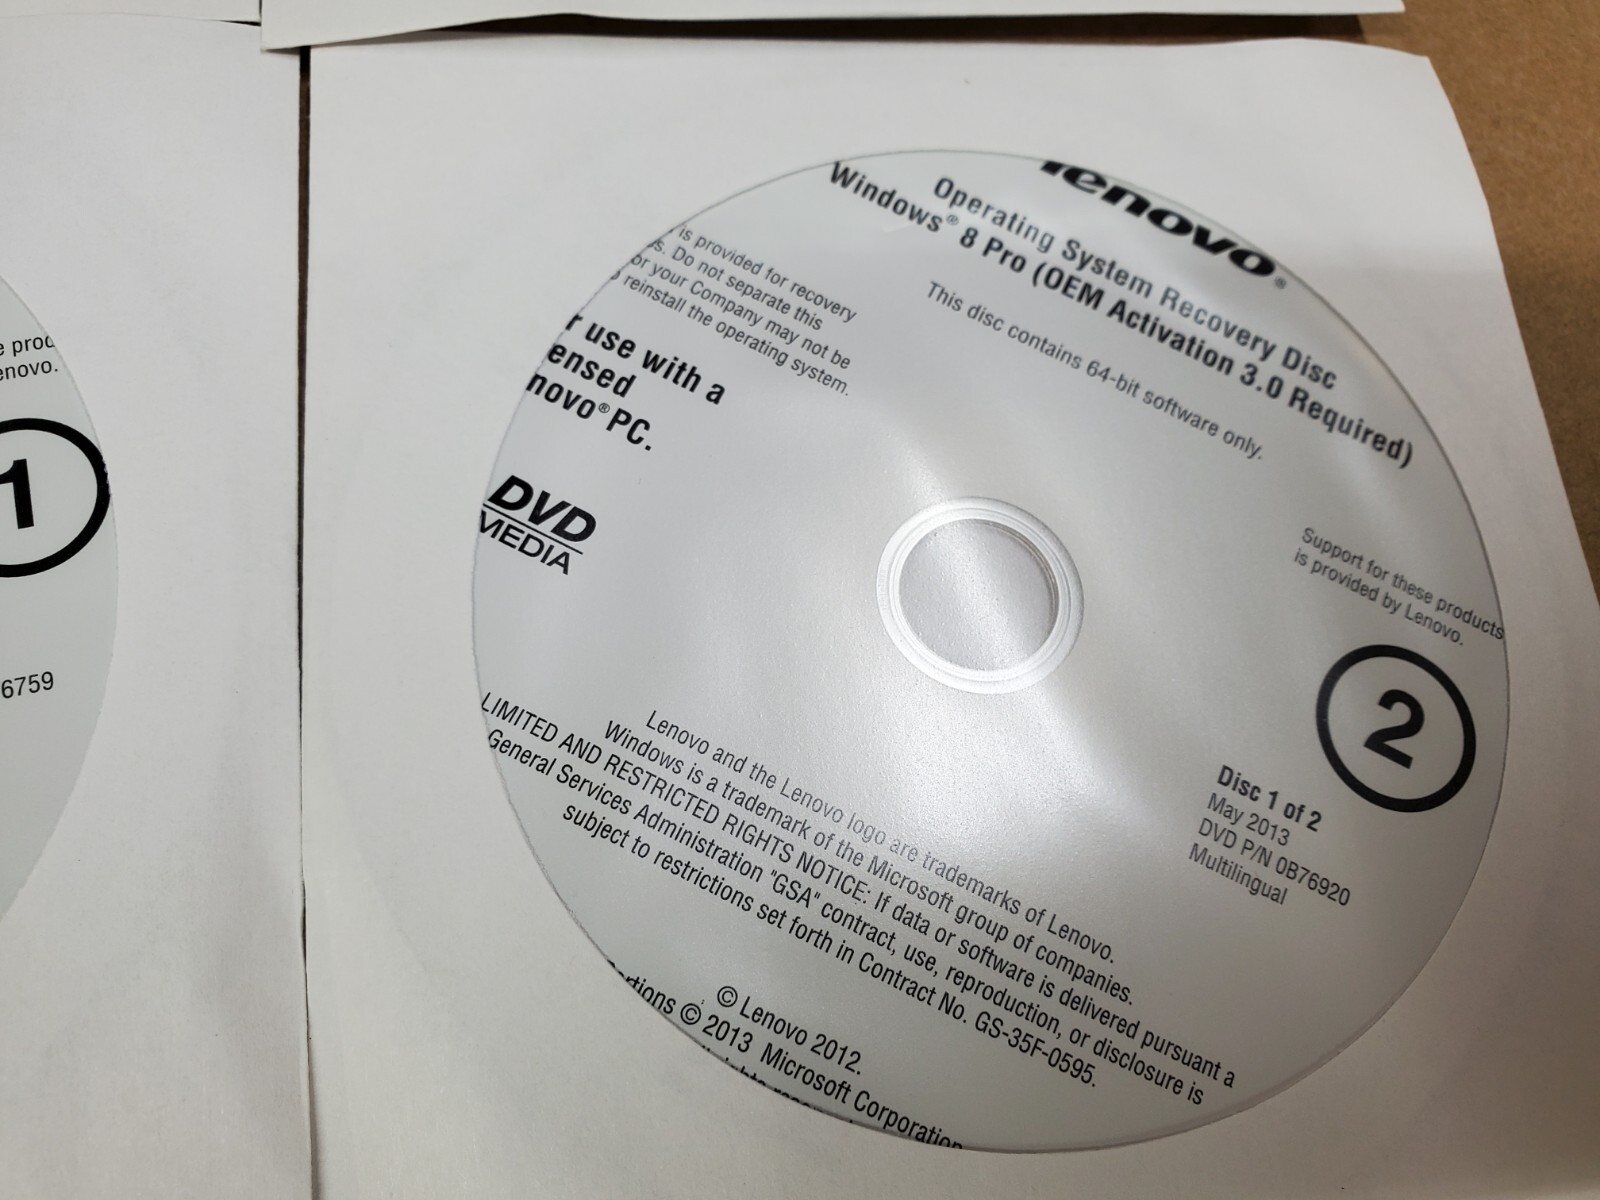 lenovo®
Operating System Recovery Disc
Windows® 8 Pro (OEM Activation 3.0 Required)
This disc contains 64-bit software only.
is provided for recovery
Do not separate this
or your Company may not be
reinstall the operating system.
use with a
PC.
DVD
MEDIA
Support for these products
is provided by Lenovo.
2
Disc 1 of 2
May 2013
DVD P/N 0B76920
Multilingual
Lenovo and the Lenovo logo are trademarks of Lenovo.
Windows is a trademark of the Microsoft group of companies.
LIMITED AND RESTRICTED RIGHTS NOTICE: If data or software is delivered pursuant a
General Services Administration "GSA" contract, use, reproduction, or disclosure is
subject to restrictions set forth in Contract No. GS-35F-0595.
© Lenovo 2012.
© 2013 Microsoft Corporation
1
6759